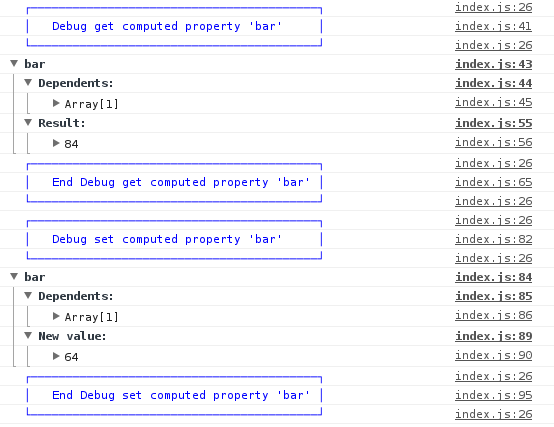 index.js:26
Debug get computed property 'bar' index.js:41
index.js:26
▼ bar index.js:43
▼ Dependents: index.js:44
▶ Array[1] index.js:45
▼ Result: index.js:55
▶ 84 index.js:56
index.js:26
End Debug get computed property 'bar' index.js:65
index.js:26
index.js:26
Debug set computed property 'bar' index.js:82
index.js:26
▼ bar index.js:84
▼ Dependents: index.js:85
▶ Array[1] index.js:86
▼ New value: index.js:89
▶ 64 index.js:90
index.js:26
End Debug set computed property 'bar' index.js:95
index.js:26